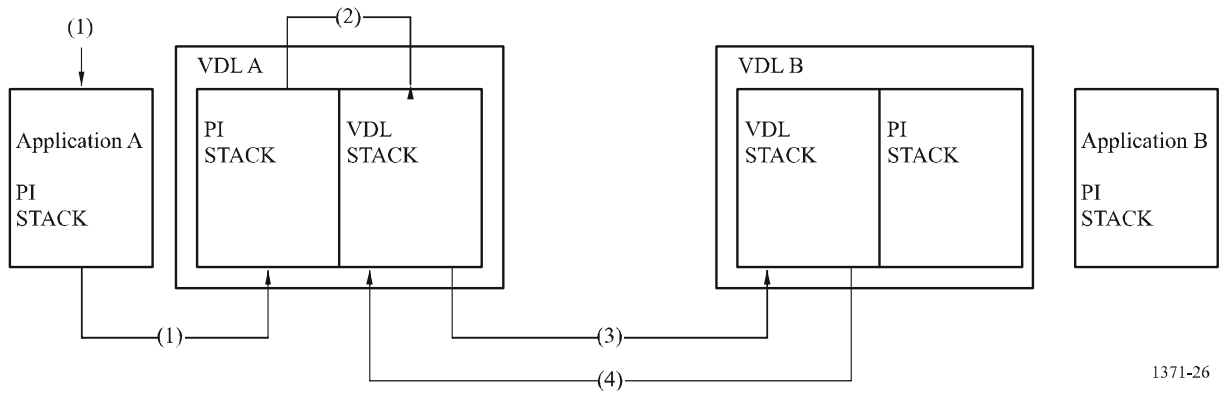 (1)
(2)
VDL A
VDL B
Application A
PI
STACK
PI
STACK
VDL
STACK
VDL
STACK
PI
STACK
Application B
PI
STACK
(1)
(3)
(4)
1371-26